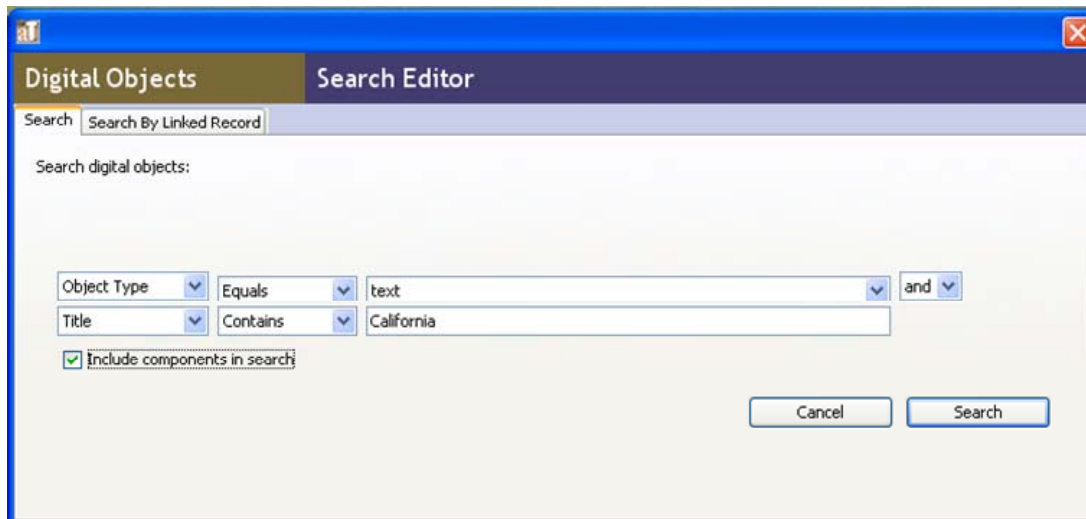 aT
Digital Objects Search Editor
Search Search By Linked Record
Search digital objects:
Object Type Equals text and
Title Contains California
Include components in search
Cancel Search